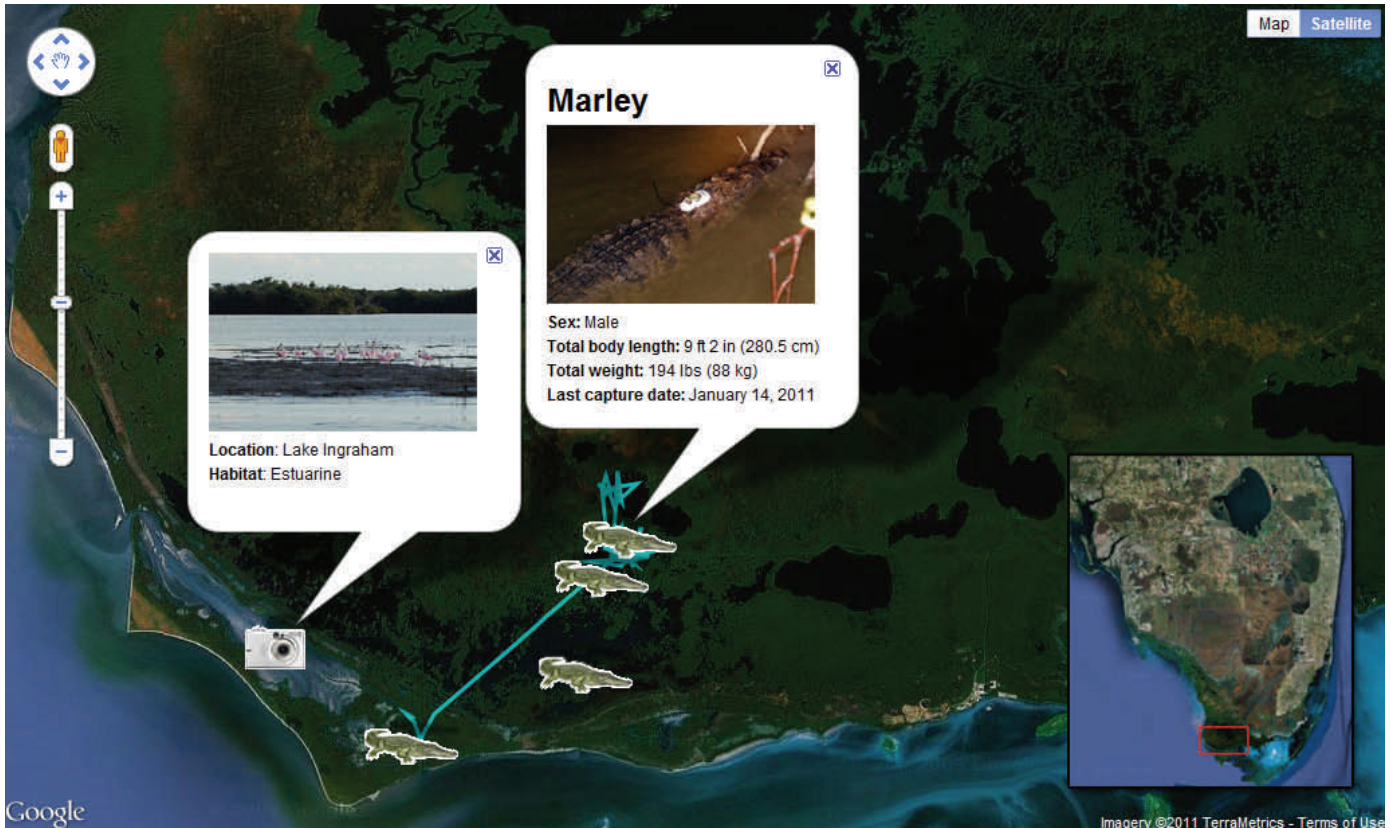 Map Satellite
Marley
Sex: Male
Total body length: 9 ft 2 in (280.5 cm)
Total weight: 194 lbs (88 kg)
Last capture date: January 14, 2011
Location: Lake Ingraham
Habitat: Estuarine
Google
Imagery ©2011 TerraMetrics - Terms of Use